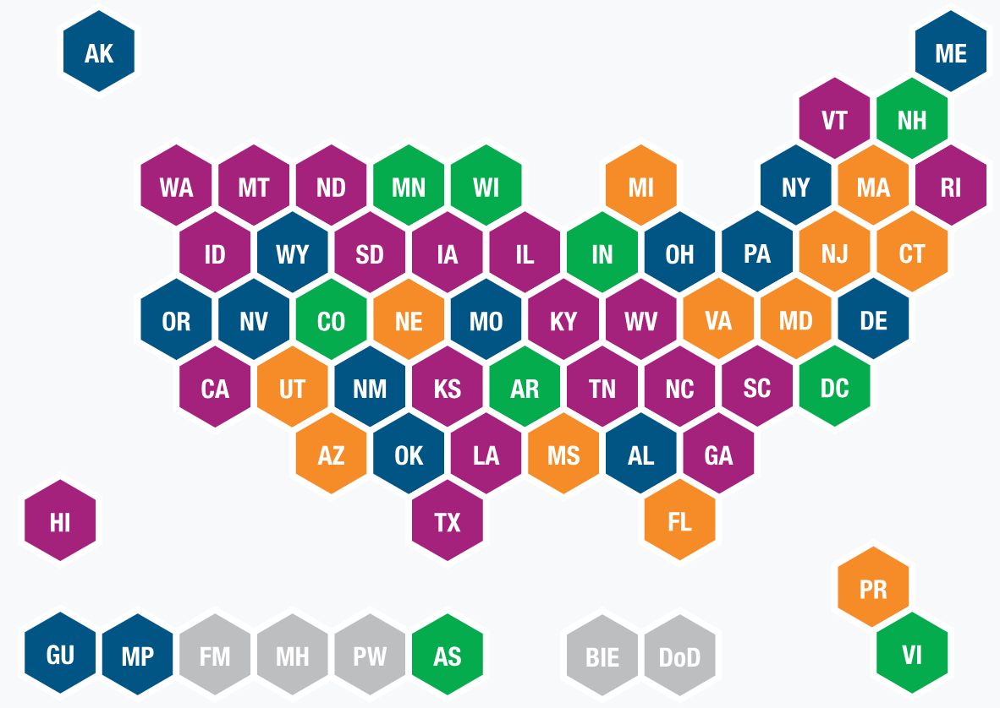 AK ME
VT NH
WA MT ND MN WI MI NY MA RI
ID WY SD IA IL IN OH PA NJ CT
OR NV CO NE MO KY WV VA MD DE
CA UT NM KS AR TN NC SC DC
AZ OK LA MS AL GA
HI TX FL
PR
GU MP FM MH PW AS BIE DoD VI